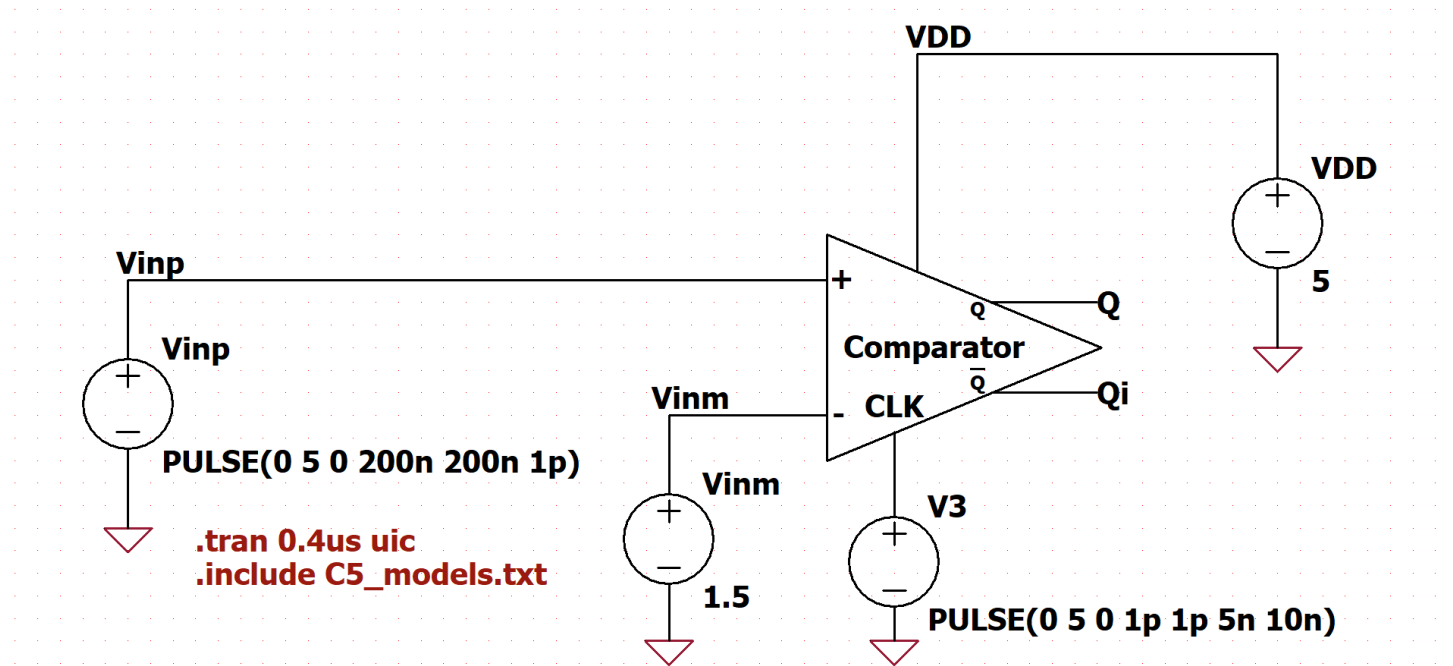 VDD
VDD
5
Vinp
+
Q
Q
Vinp
Comparator
Q
Qi
Vinm
-
CLK
PULSE(0 5 0 200n 200n 1p)
Vinm
V3
.tran 0.4us uic
.include C5_models.txt
1.5
PULSE(0 5 0 1p 1p 5n 10n)